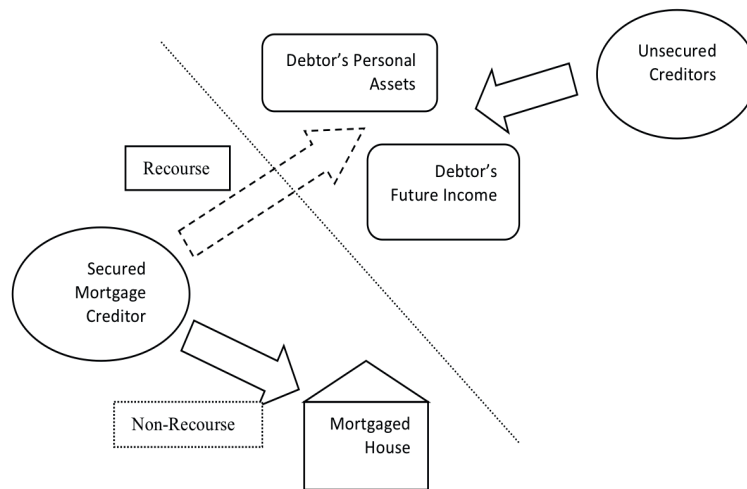 Debtor's Personal
Assets
Unsecured
Creditors
Recourse
Debtor's
Future Income
Secured
Mortgage
Creditor
Non-Recourse
Mortgaged
House